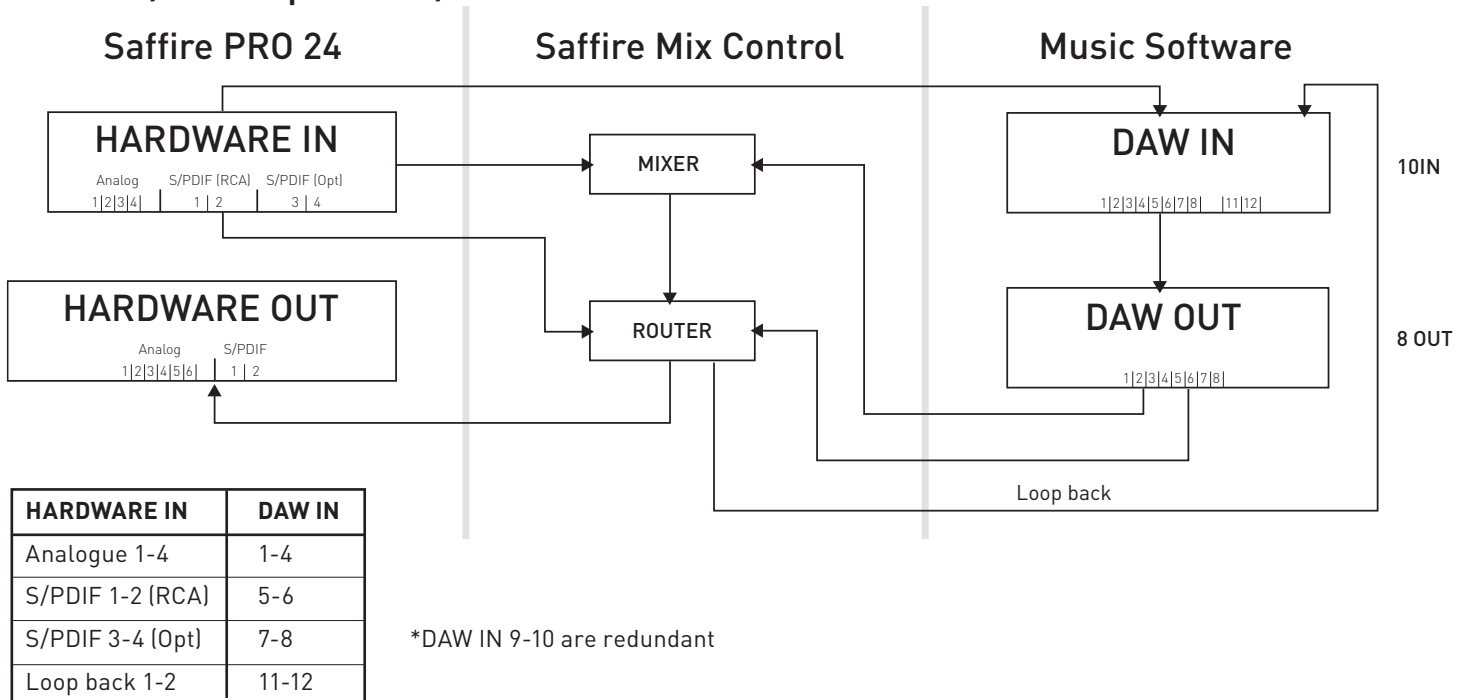 Saffire PRO 24
Saffire Mix Control
Music Software
HARDWARE IN
Analog S/PDIF (RCA) S/PDIF (Opt)
1|2|3|4| 1 | 2 3 | 4
MIXER
DAW IN
1|2|3|4|5|6|7|8| |11|12|
10IN
HARDWARE OUT
Analog S/PDIF
1|2|3|4|5|6| 1 | 2
ROUTER
DAW OUT
1|2|3|4|5|6|7|8|
8 OUT
Loop back
HARDWARE IN DAW IN
Analogue 1-4 1-4
S/PDIF 1-2 (RCA) 5-6
S/PDIF 3-4 (Opt) 7-8
Loop back 1-2 11-12
*DAW IN 9-10 are redundant